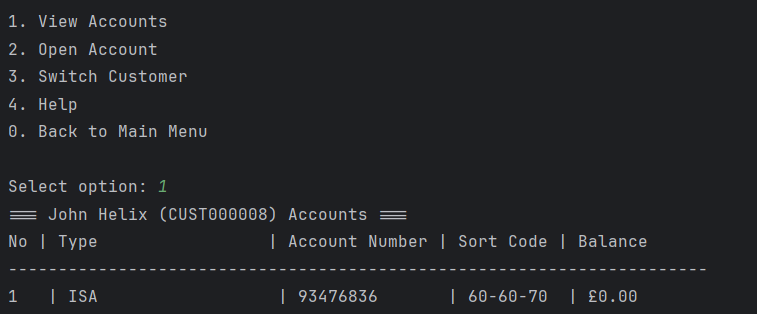 1. View Accounts
2. Open Account
3. Switch Customer
4. Help
0. Back to Main Menu
Select option: 1
=== John Helix (CUST000008) Accounts ===
No | Type                 | Account Number | Sort Code | Balance
----------------------------------------------------------------------
1   | ISA                  | 93476836       | 60-60-70  | £0.00